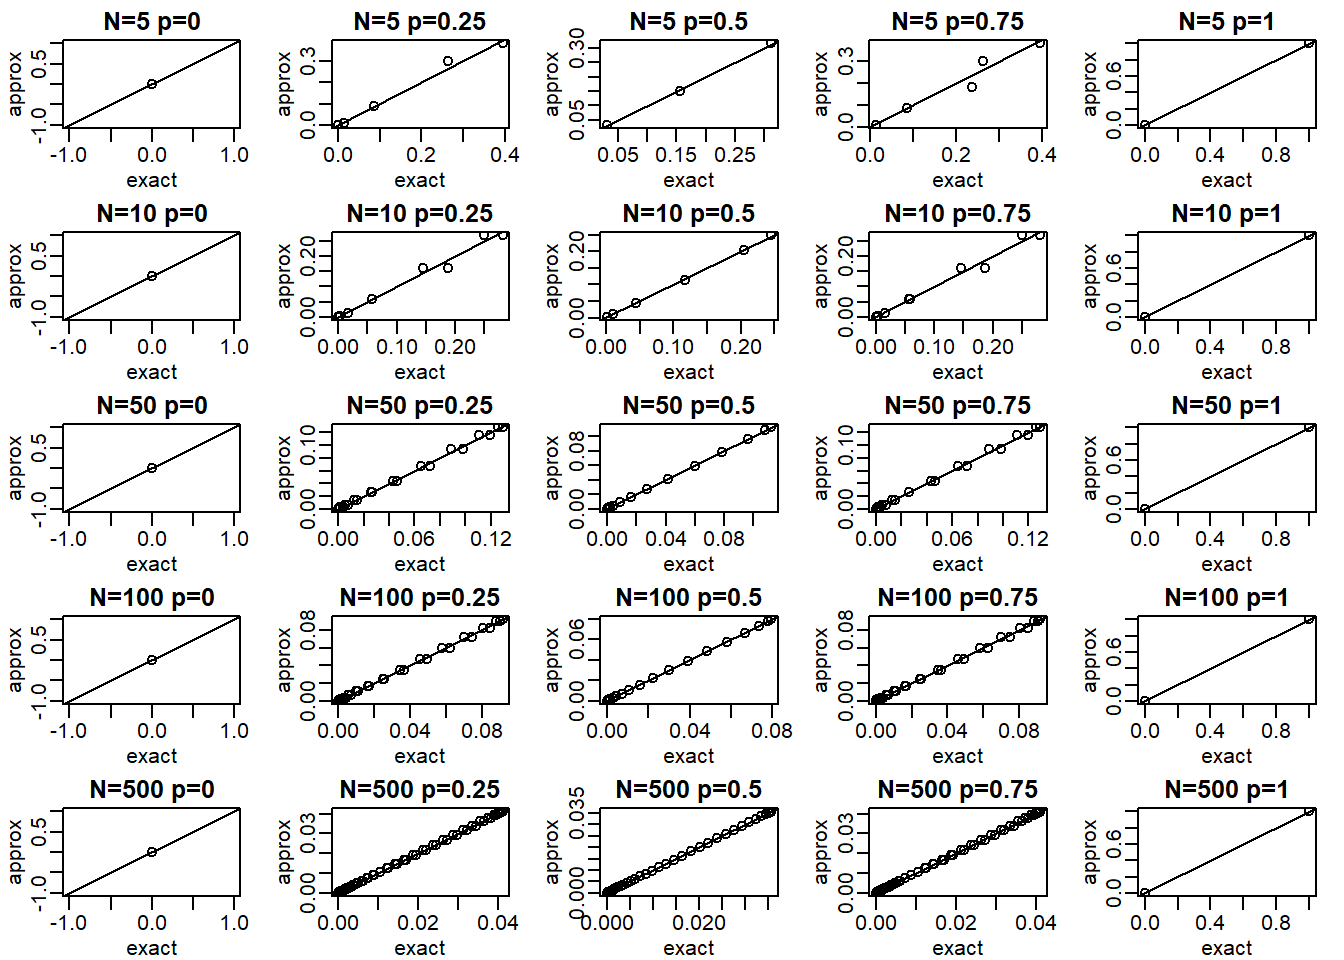 N=5 p=0 N=5 p=0.25 N=5 p=0.5 N=5 p=0.75 N=5 p=1
approx -1.0 0.5 approx 0.0 0.3 approx 0.05 0.30 approx 0.0 0.3 approx 0.0 0.6
-1.0 0.0 1.0 0.0 0.2 0.4 0.05 0.15 0.25 0.0 0.2 0.4 0.0 0.4 0.8
exact exact exact exact exact
N=10 p=0 N=10 p=0.25 N=10 p=0.5 N=10 p=0.75 N=10 p=1
approx -1.0 0.5 approx 0.00 0.20 approx 0.00 0.20 approx 0.00 0.20 approx 0.0 0.6
-1.0 0.0 1.0 0.00 0.10 0.20 0.00 0.10 0.20 0.00 0.10 0.20 0.0 0.4 0.8
exact exact exact exact exact
N=50 p=0 N=50 p=0.25 N=50 p=0.5 N=50 p=0.75 N=50 p=1
approx -1.0 0.5 approx 0.00 0.10 approx 0.00 0.08 approx 0.00 0.10 approx 0.0 0.6
-1.0 0.0 1.0 0.00 0.06 0.12 0.00 0.04 0.08 0.00 0.06 0.12 0.0 0.4 0.8
exact exact exact exact exact
N=100 p=0 N=100 p=0.25 N=100 p=0.5 N=100 p=0.75 N=100 p=1
approx -1.0 0.5 approx 0.00 0.08 approx 0.00 0.06 approx 0.00 0.08 approx 0.0 0.6
-1.0 0.0 1.0 0.00 0.04 0.08 0.00 0.04 0.08 0.00 0.04 0.08 0.0 0.4 0.8
exact exact exact exact exact
N=500 p=0 N=500 p=0.25 N=500 p=0.5 N=500 p=0.75 N=500 p=1
approx -1.0 0.5 approx 0.00 0.03 approx 0.000 0.035 approx 0.00 0.03 approx 0.0 0.6
-1.0 0.0 1.0 0.00 0.02 0.04 0.000 0.020 0.00 0.02 0.04 0.0 0.4 0.8
exact exact exact exact exact